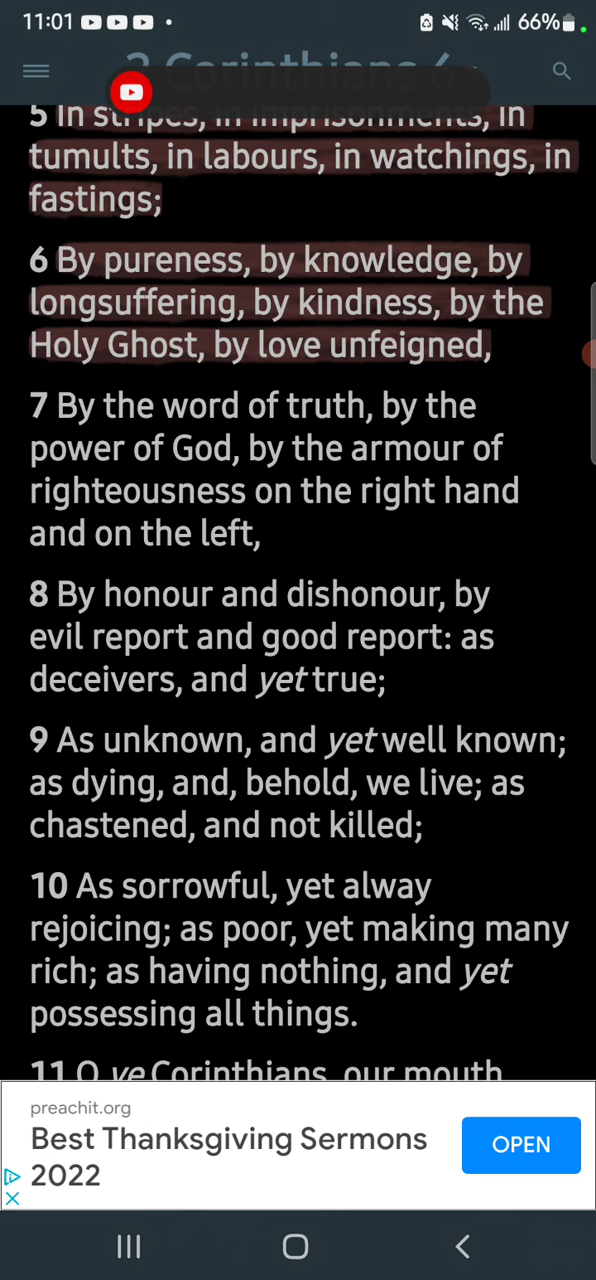 11:01
66%
2 Corinthians 6
5 In stripes, in imprisonments, in
tumults, in labours, in watchings, in
fastings;
6 By pureness, by knowledge, by
longsuffering, by kindness, by the
Holy Ghost, by love unfeigned,
7 By the word of truth, by the
power of God, by the armour of
righteousness on the right hand
and on the left,
8 By honour and dishonour, by
evil report and good report: as
deceivers, and yet true;
9 As unknown, and yet well known;
as dying, and, behold, we live; as
chastened, and not killed;
10 As sorrowful, yet alway
rejoicing; as poor, yet making many
rich; as having nothing, and yet
possessing all things.
11 O ye Corinthians, our mouth
preachit.org
Best Thanksgiving Sermons
2022
OPEN